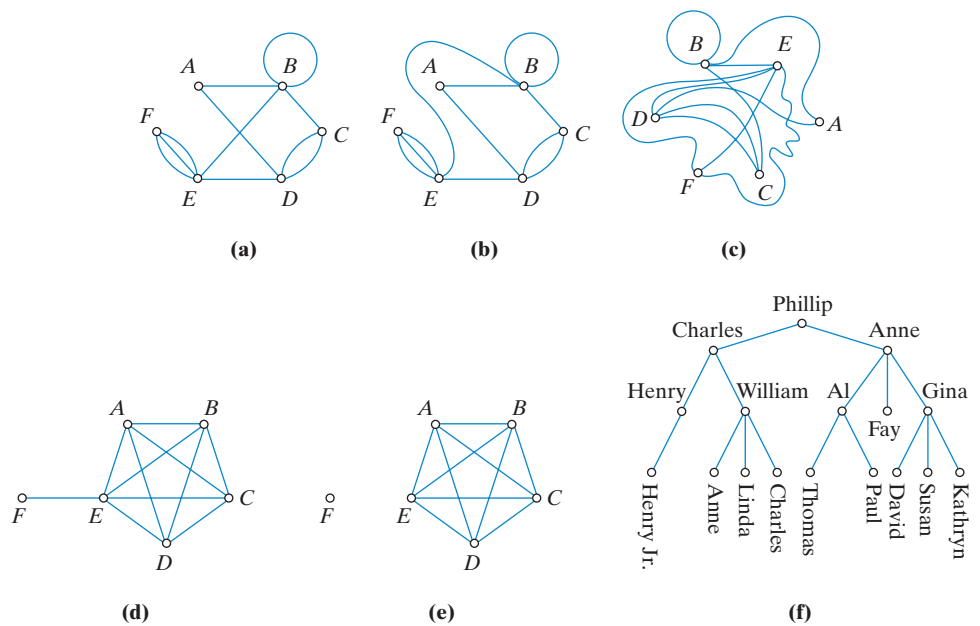 A
B
C
D
E
F
(a)
A
B
C
D
E
F
(b)
B
E
D
A
F
C
(c)
A
B
C
D
E
F
(d)
A
B
C
D
E
F
(e)
Phillip
Charles
Anne
Henry
William
Al
Fay
Gina
Henry Jr.
Anne
Linda
Charles
Thomas
Paul
David
Susan
Kathryn
(f)